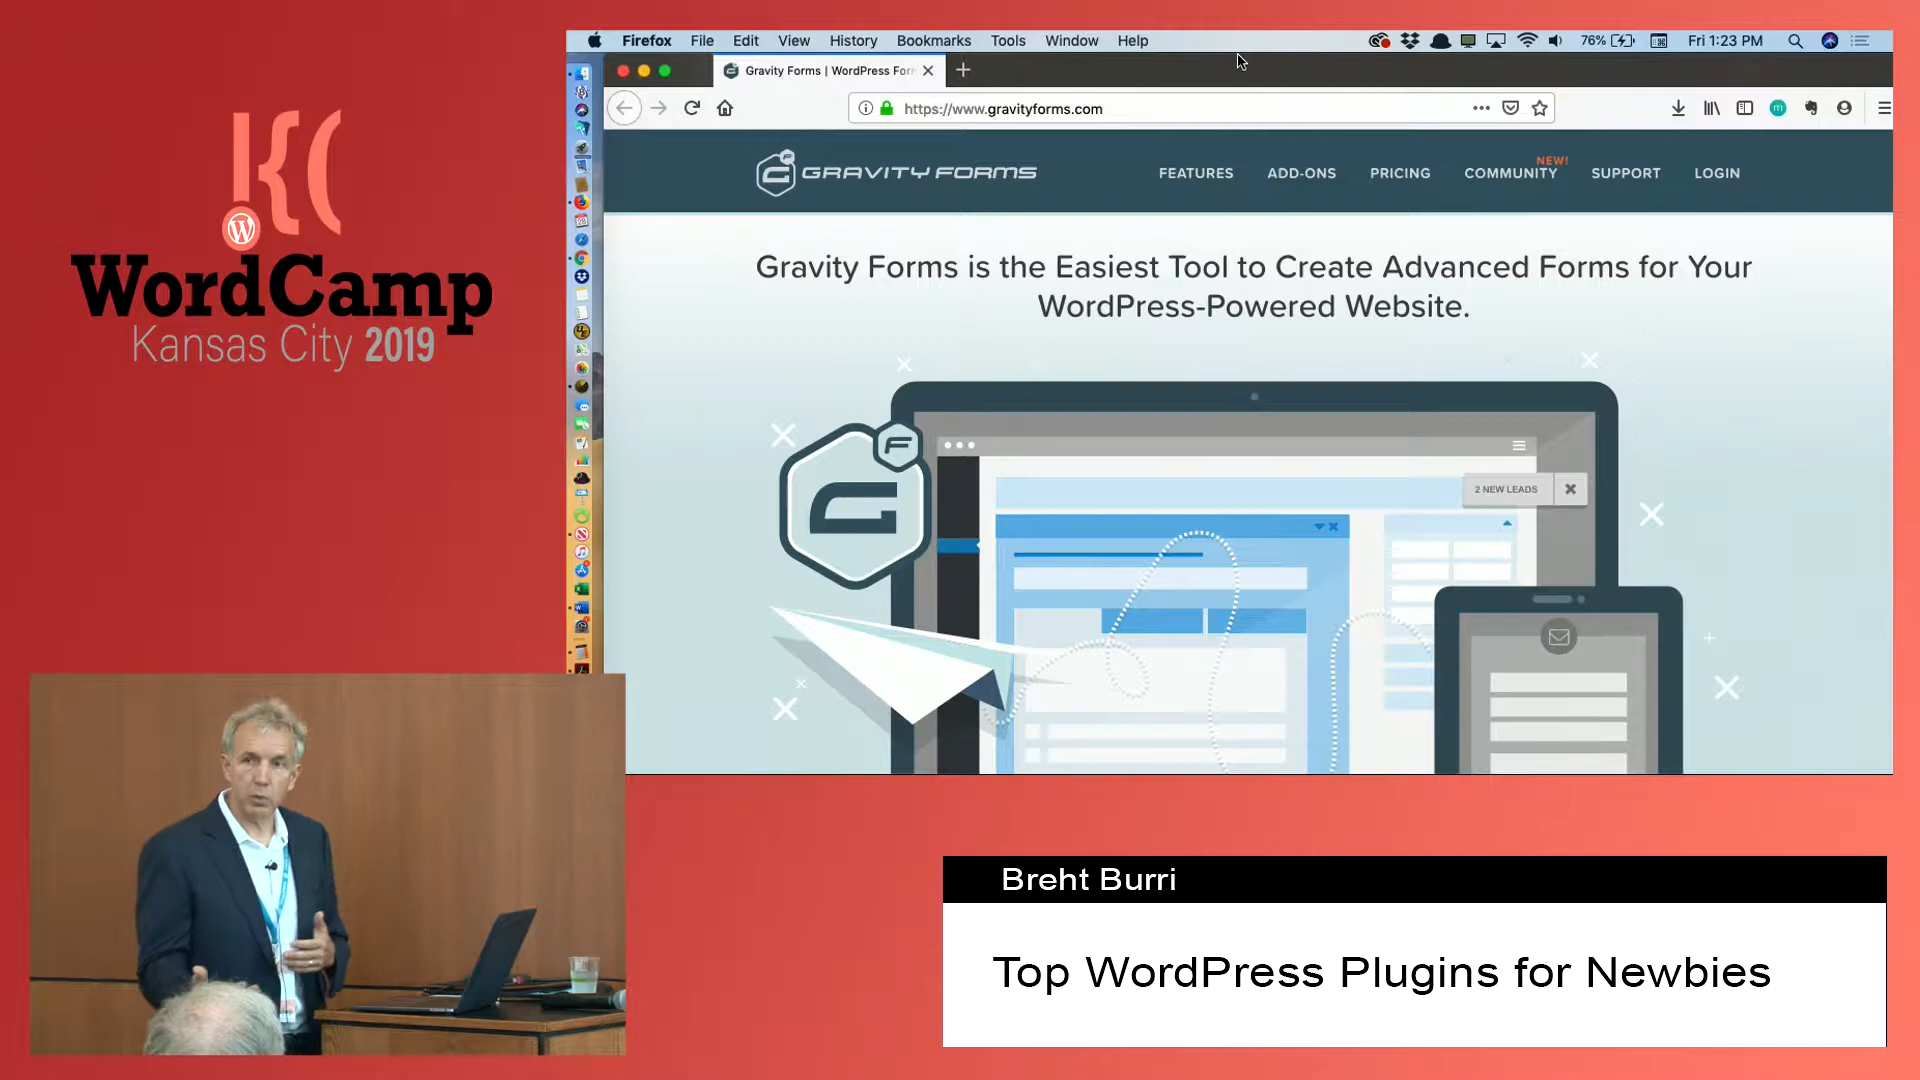 Firefox File Edit View History Bookmarks Tools Window Help 76% Fri 1:23 PM
Gravity Forms | WordPress For
https://www.gravityforms.com
GRAVITY FORMS FEATURES ADD-ONS PRICING COMMUNITY NEW! SUPPORT LOGIN
Gravity Forms is the Easiest Tool to Create Advanced Forms for Your
WordPress-Powered Website.
2 NEW LEADS
WordCamp
Kansas City 2019
Breht Burri
Top WordPress Plugins for Newbies